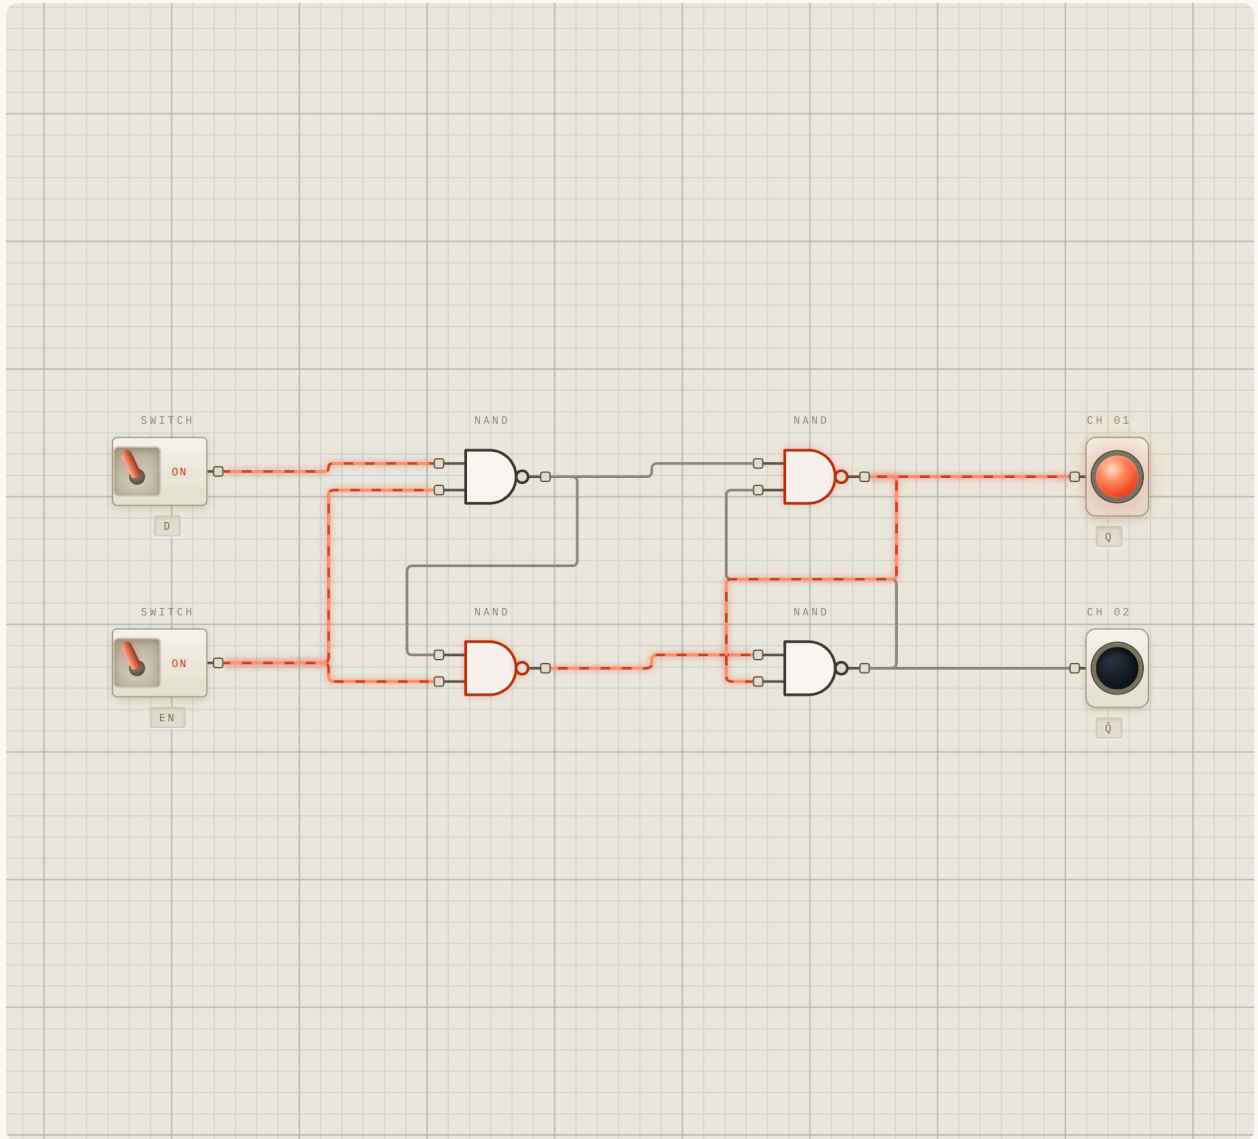 SWITCH
NAND
NAND
CH 01
ON
D
Q
SWITCH
NAND
NAND
CH 02
ON
EN
Q̄